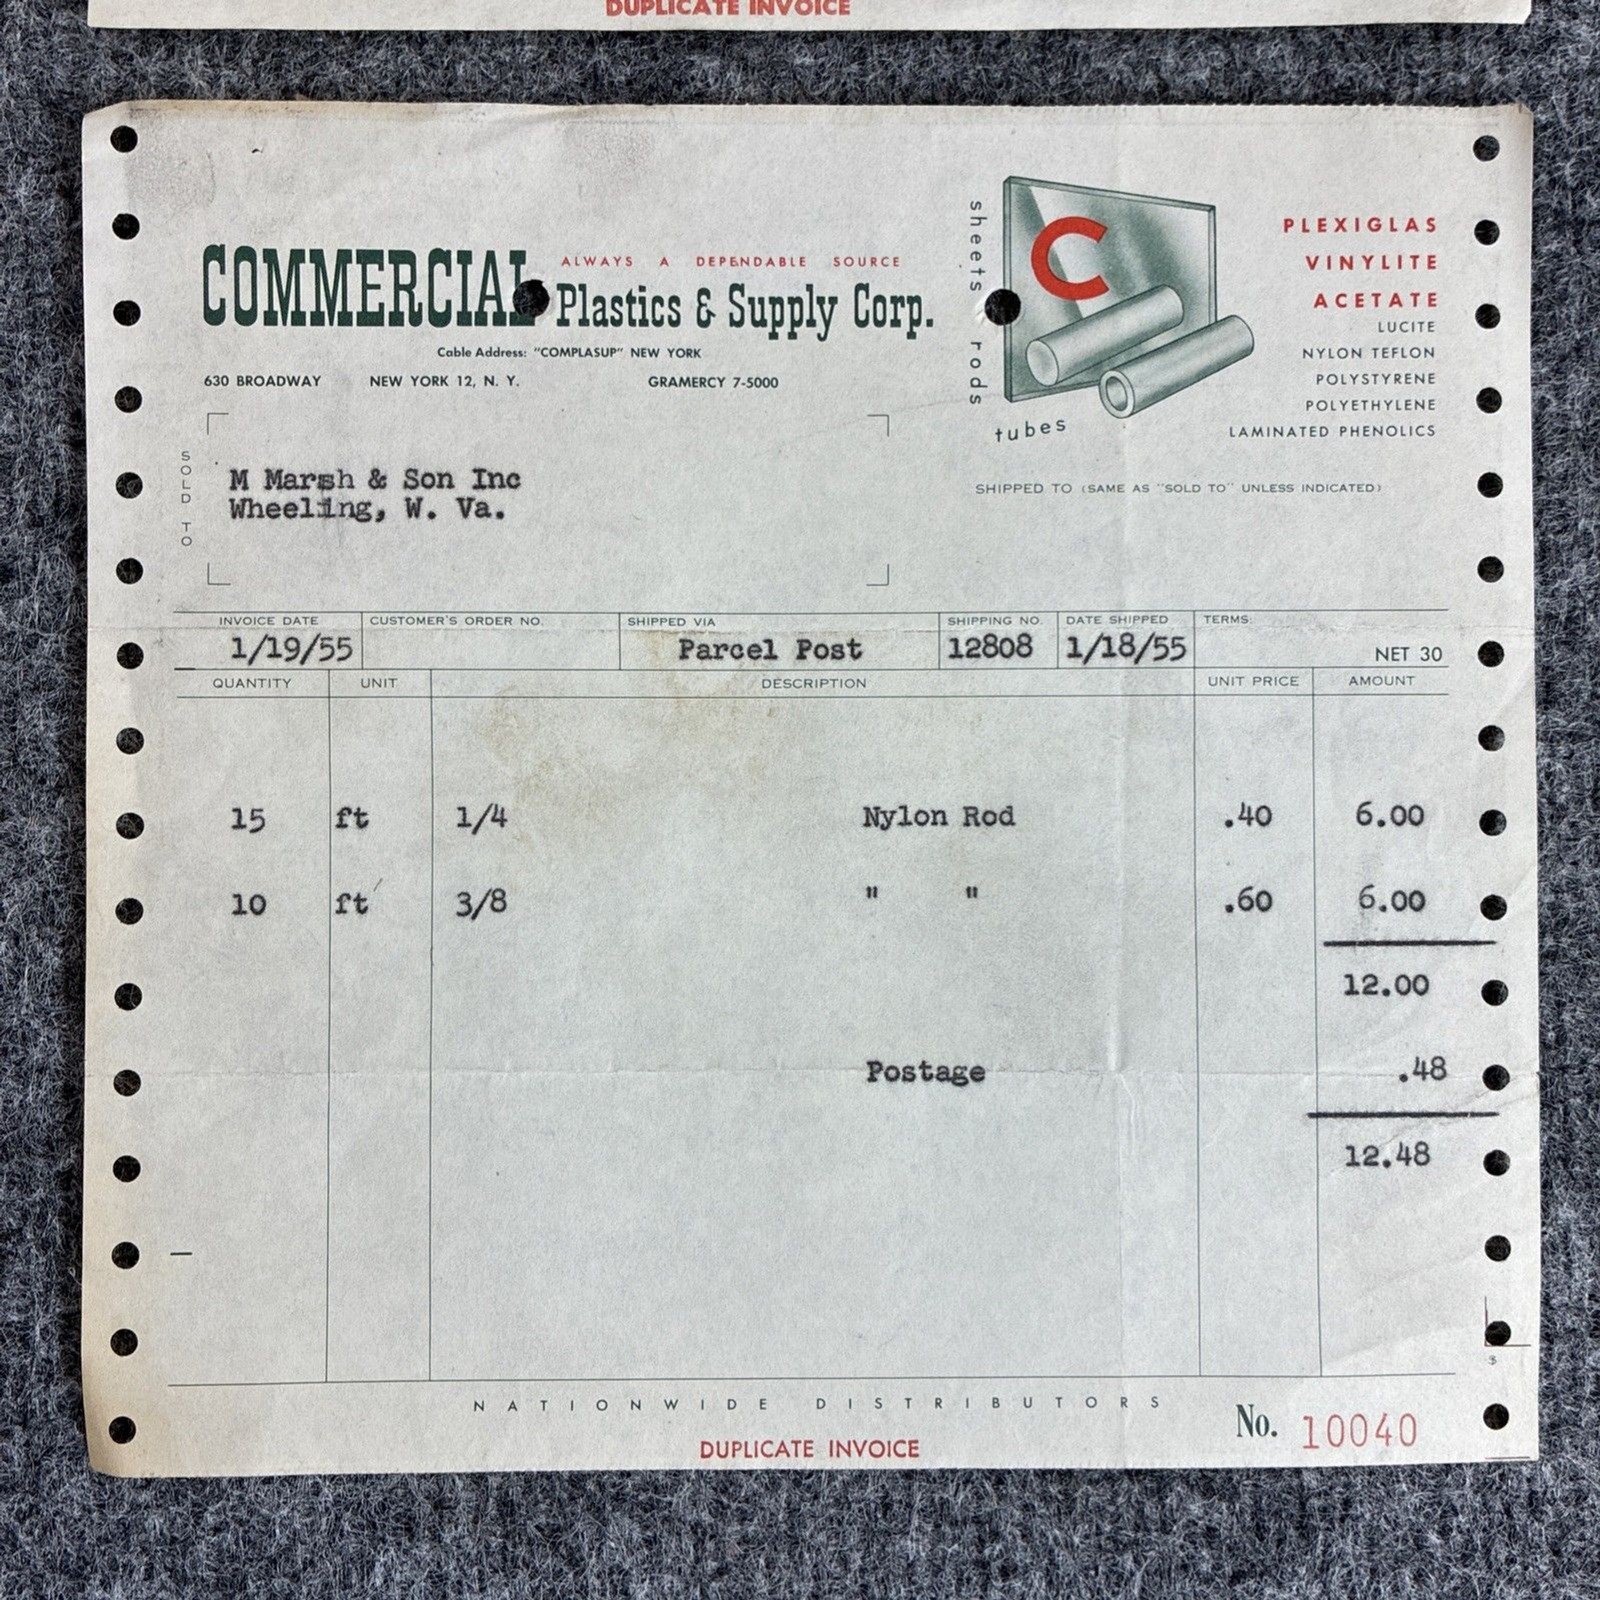 DUPLICATE INVOICE
COMMERCIAL Plastics & Supply Corp.
ALWAYS A DEPENDABLE SOURCE
Cable Address: "COMPLASUP" NEW YORK
630 BROADWAY NEW YORK 12, N. Y. GRAMERCY 7-5000
sheets rods
tubes
C
PLEXIGLAS
VINYLITE
ACETATE
LUCITE
NYLON TEFLON
POLYSTYRENE
POLYETHYLENE
LAMINATED PHENOLICS
SOLD TO
M Marsh & Son Inc
Wheeling, W. Va.
SHIPPED TO (SAME AS "SOLD TO" UNLESS INDICATED)
INVOICE DATE CUSTOMER'S ORDER NO. SHIPPED VIA SHIPPING NO. DATE SHIPPED TERMS:
1/19/55 Parcel Post 12808 1/18/55 NET 30
QUANTITY UNIT DESCRIPTION UNIT PRICE AMOUNT
15 ft 1/4 Nylon Rod .40 6.00
10 ft 3/8 " " .60 6.00
12.00
Postage .48
12.48
$
NATIONWIDE DISTRIBUTORS
No. 10040
DUPLICATE INVOICE